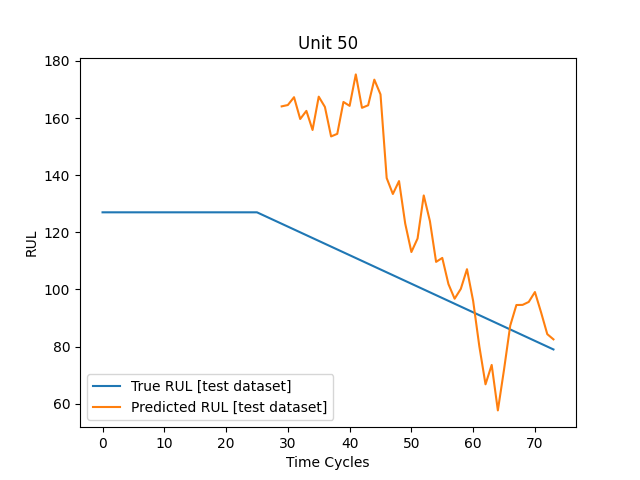 Unit 50
180
160
140
120
100
80
60
RUL
True RUL [test dataset]
Predicted RUL [test dataset]
0 10 20 30 40 50 60 70
Time Cycles